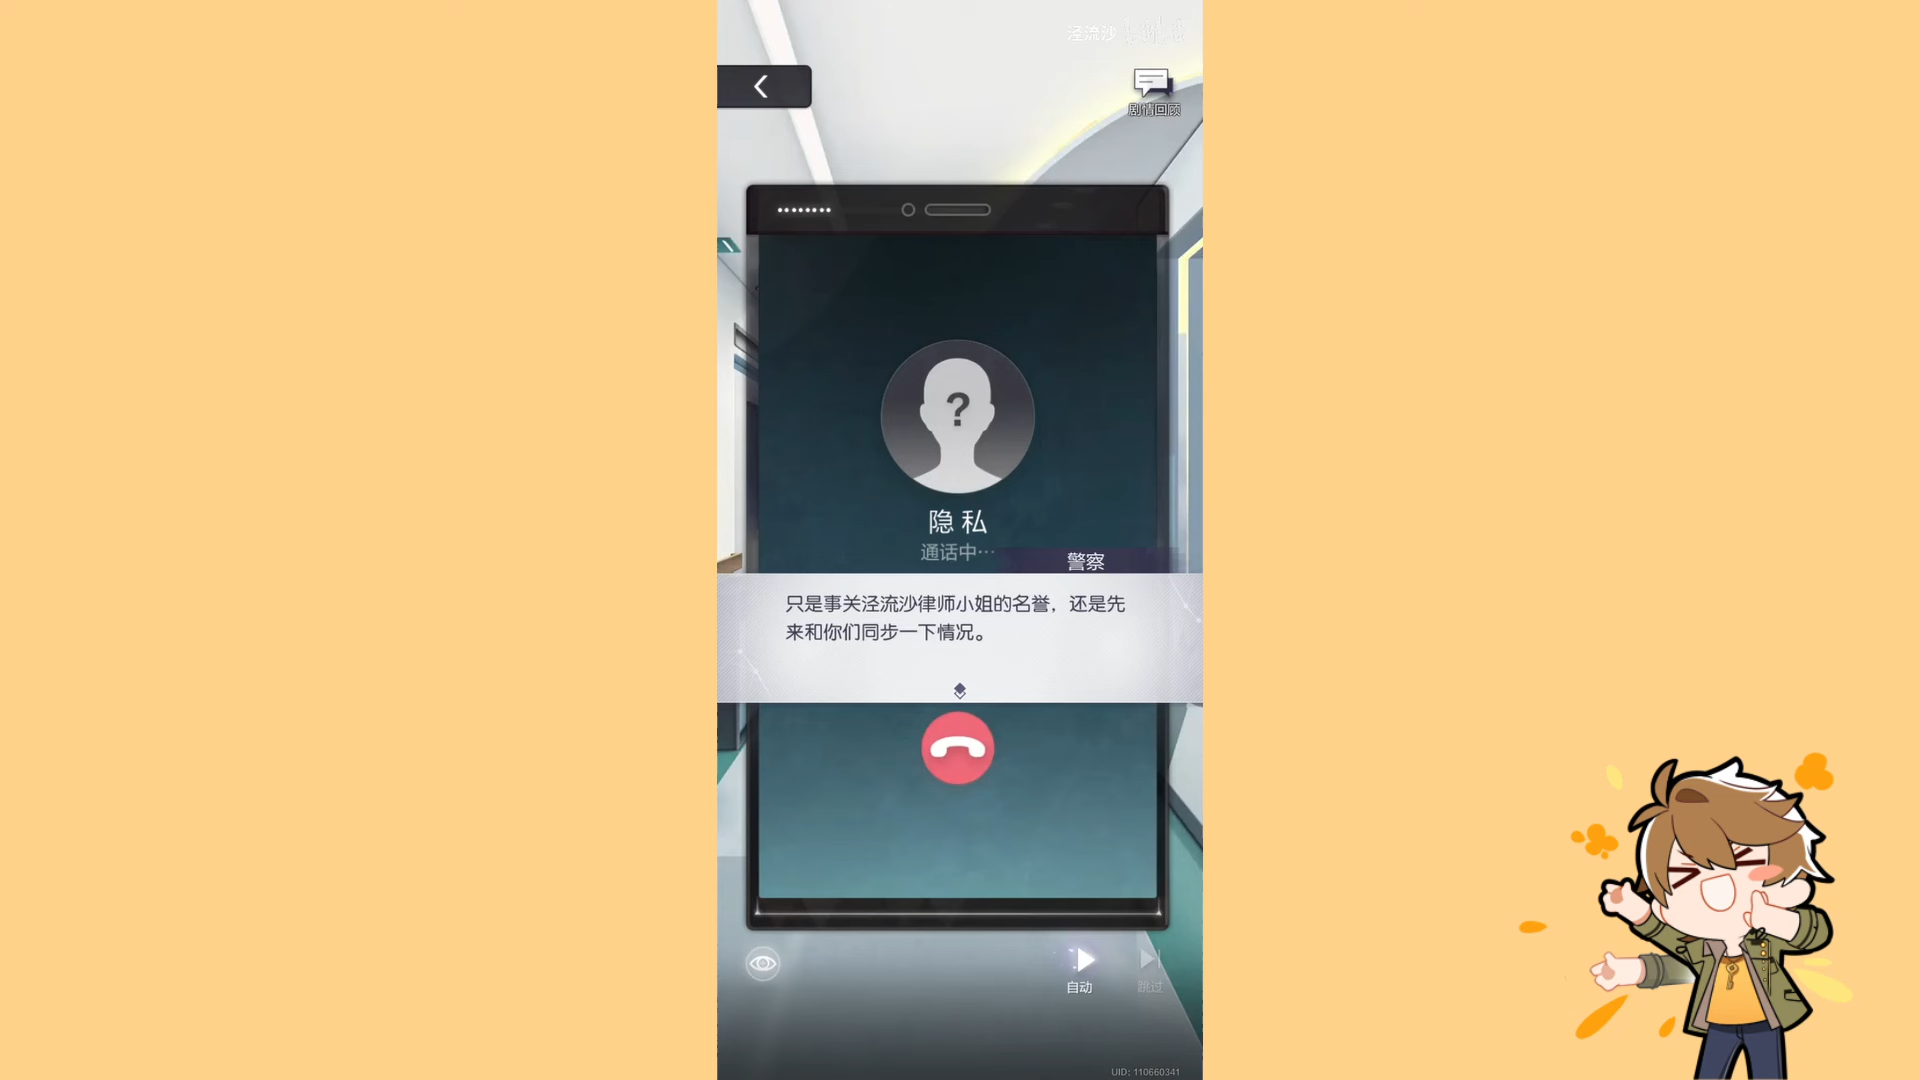 泾流沙
剧情回顾
隐私
通话中···
警察
只是事关泾流沙律师小姐的名誉，还是先
来和你们同步一下情况。
自动
跳过
UID: 110660341